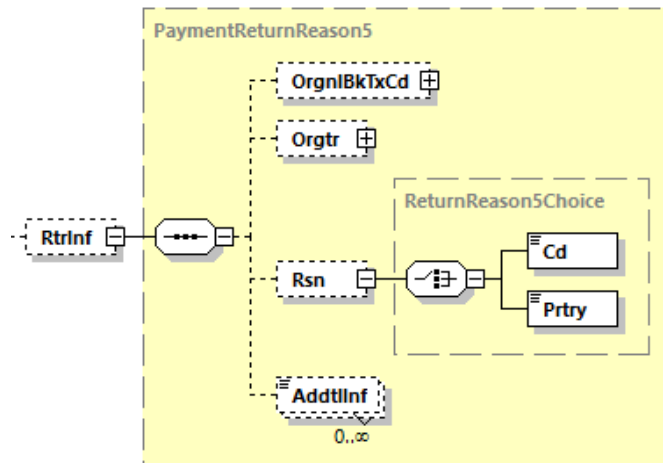 PaymentReturnReason5
OrgnlBkTxCd
Orgtr
ReturnReason5Choice
RtrInf
Cd
Rsn
Prtry
AddtlInf
0..∞